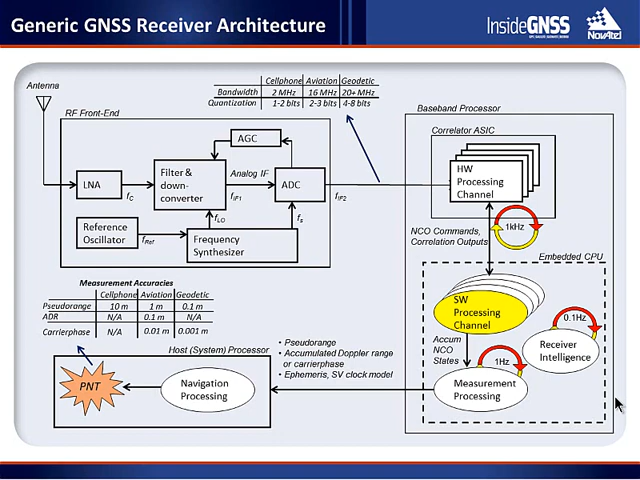 Generic GNSS Receiver Architecture
InsideGNSS
NovAtel
Antenna
Cellphone Aviation Geodetic
Bandwidth 2 MHz 16 MHz 20+ MHz
Quantization 1-2 bits 2-3 bits 4-8 bits
RF Front-End
Baseband Processor
Correlator ASIC
AGC
LNA
fC
Filter &
down-
converter
Analog IF
fIF1
ADC
fIF2
HW
Processing
Channel
Reference
Oscillator
fRef
fLO
fs
Frequency
Synthesizer
NCO Commands,
Correlation Outputs
1kHz
Embedded CPU
Measurement Accuracies
Cellphone Aviation Geodetic
Pseudorange 10 m 1 m 0.1 m
ADR N/A 0.1 m N/A
Carrierphase N/A 0.01 m 0.001 m
SW
Processing
Channel
0.1Hz
Receiver
Intelligence
Accum
NCO
States
1Hz
Measurement
Processing
Host (System) Processor
• Pseudorange
• Accumulated Doppler range
or carrierphase
• Ephemeris, SV clock model
PNT
Navigation
Processing